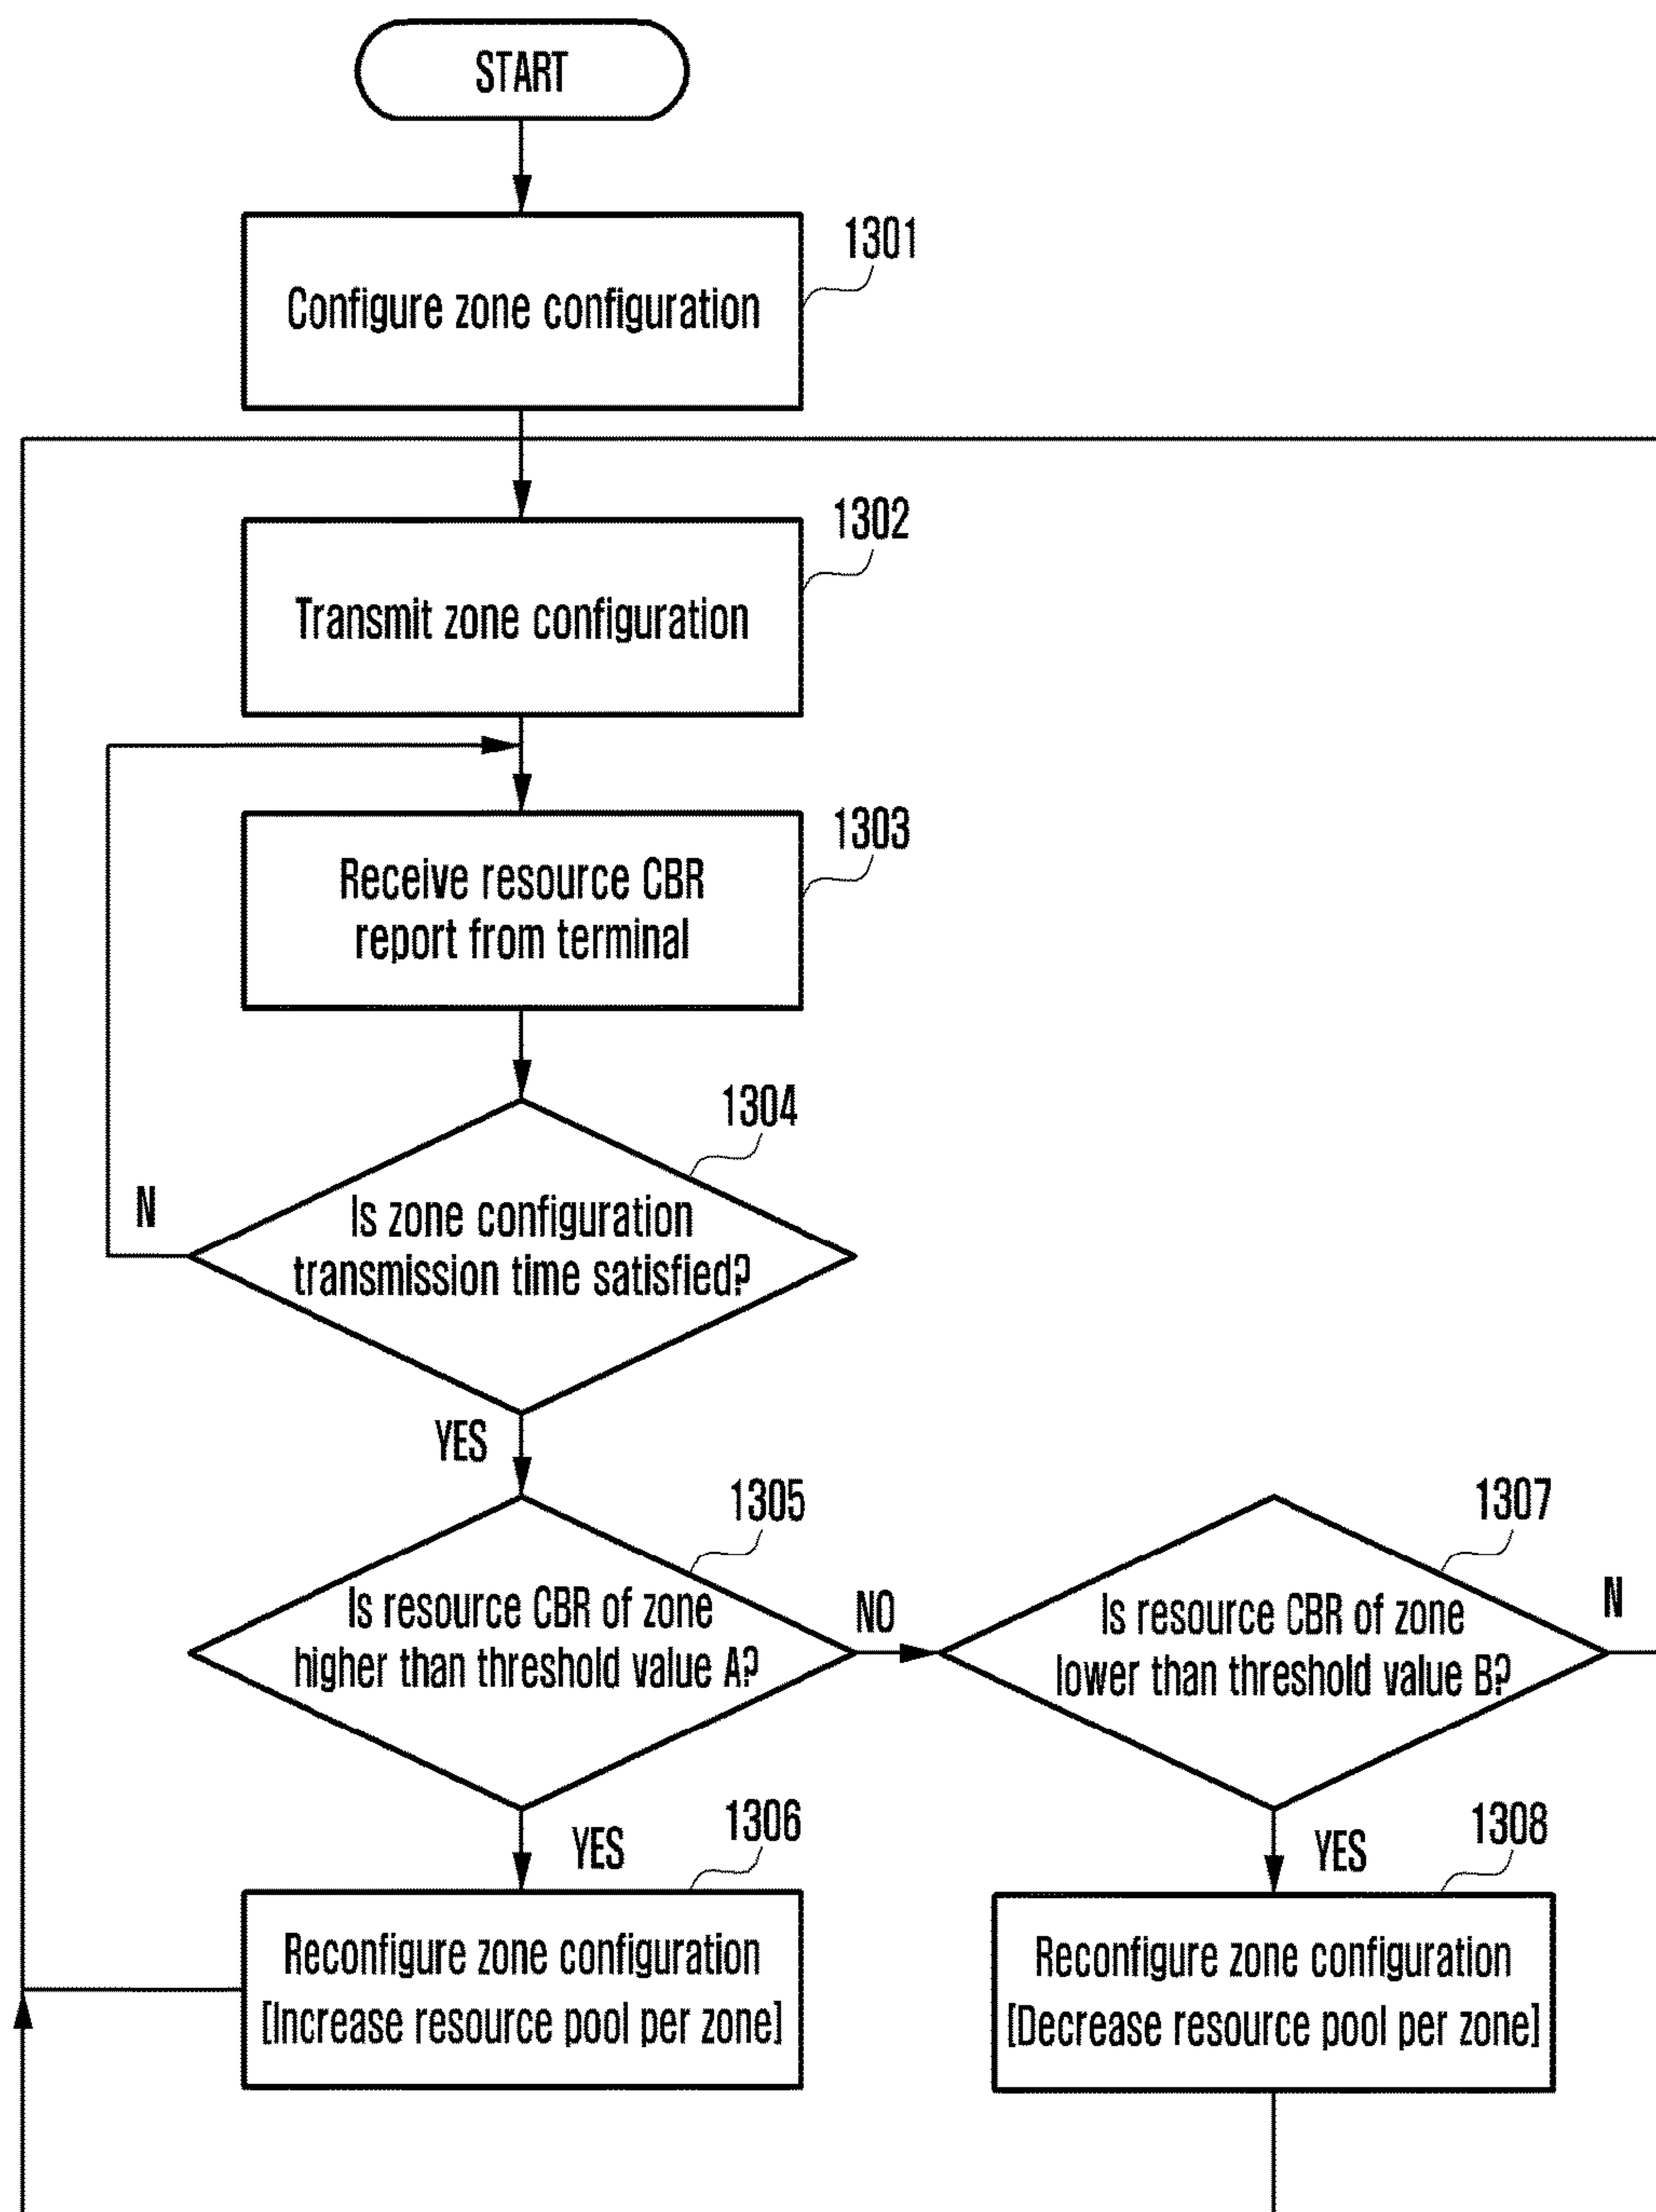 START
1301
Configure zone configuration
1302
Transmit zone configuration
1303
Receive resource CBR
report from terminal
1304
Is zone configuration
transmission time satisfied?
N
YES
1305
Is resource CBR of zone
higher than threshold value A?
NO
1307
Is resource CBR of zone
lower than threshold value B?
N
YES
1306
Reconfigure zone configuration
[Increase resource pool per zone]
YES
1308
Reconfigure zone configuration
[Decrease resource pool per zone]